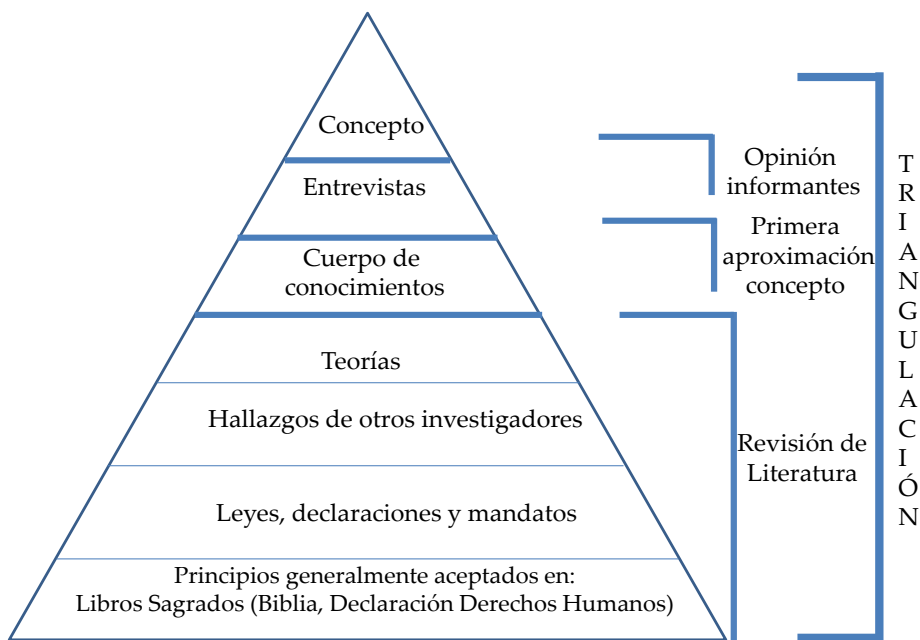 Concepto
Entrevistas
Cuerpo de
conocimientos
Teorías
Hallazgos de otros investigadores
Leyes, declaraciones y mandatos
Principios generalmente aceptados en:
Libros Sagrados (Biblia, Declaración Derechos Humanos)
Opinión
informantes
Primera
aproximación
concepto
Revisión de
Literatura
T
R
I
A
N
G
U
L
A
C
I
Ó
N